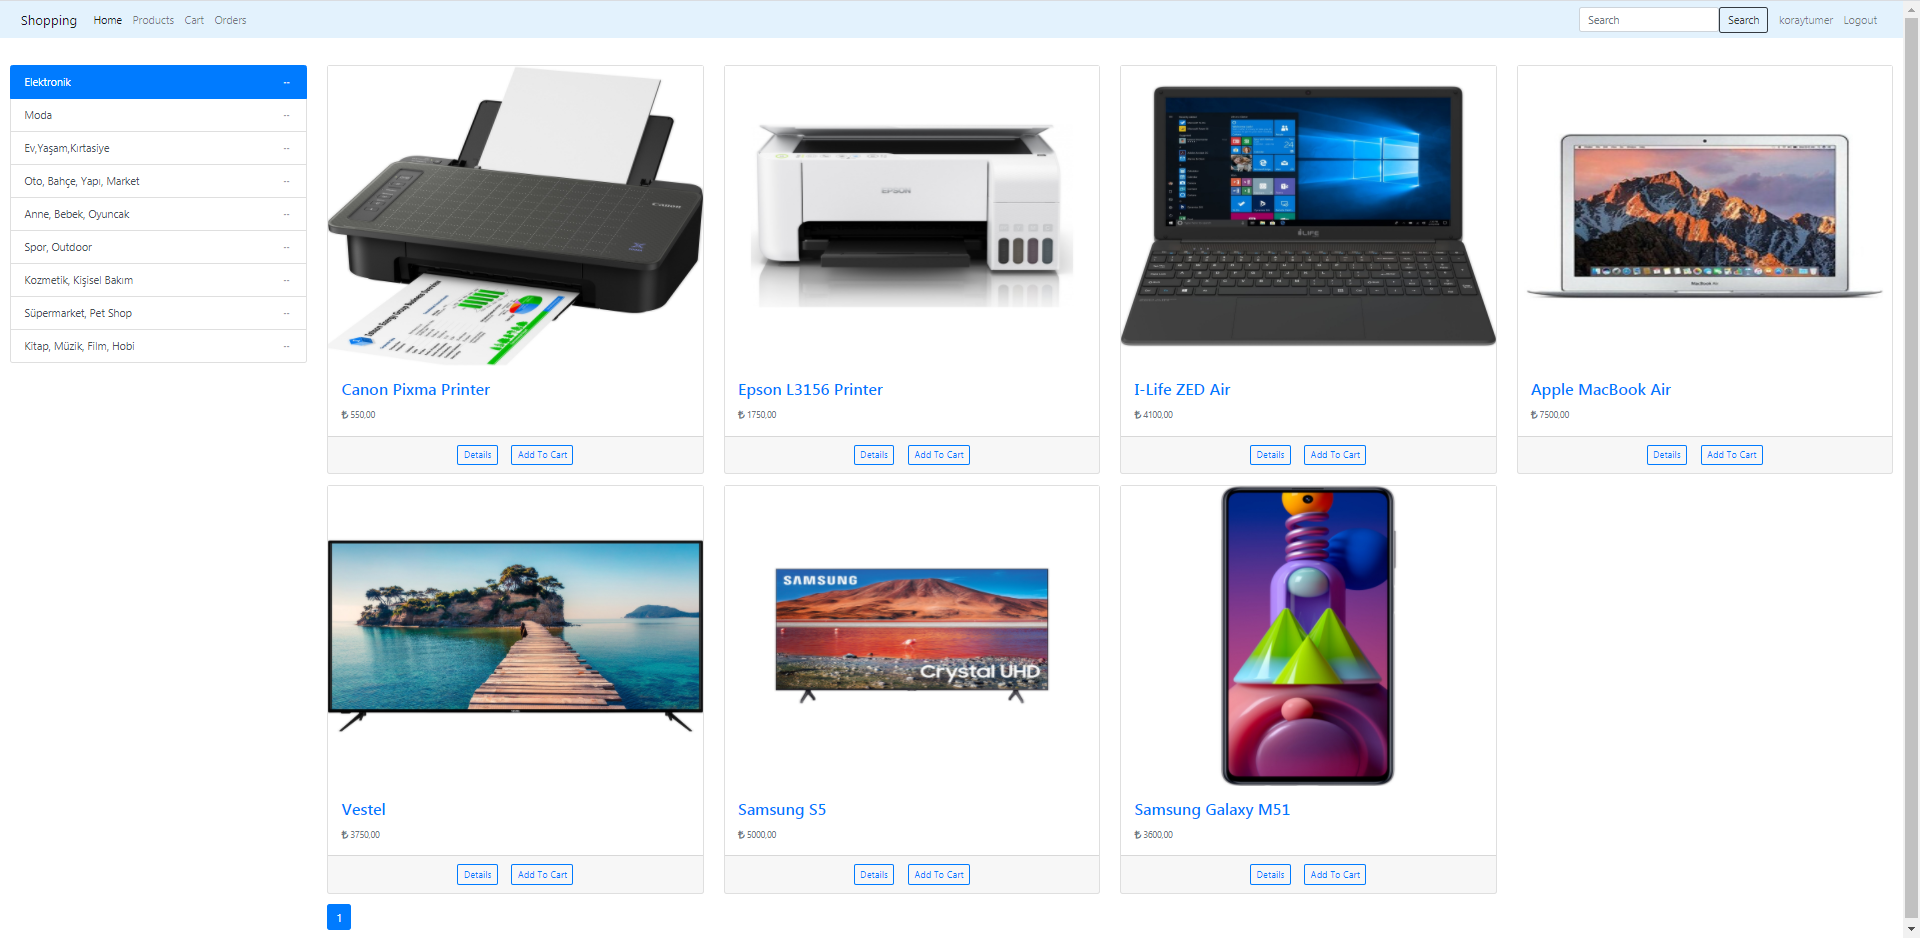 Shopping Home Products Cart Orders Search Search koraytumer Logout
Elektronik --
Moda --
Ev,Yaşam,Kırtasiye --
Oto, Bahçe, Yapı, Market --
Anne, Bebek, Oyuncak --
Spor, Outdoor --
Kozmetik, Kişisel Bakım --
Süpermarket, Pet Shop --
Kitap, Müzik, Film, Hobi --
Canon
EPSON
iLIFE
MacBook Air
Canon Pixma Printer
₺ 550,00
Details Add To Cart
Epson L3156 Printer
₺ 1750,00
Details Add To Cart
I-Life ZED Air
₺ 4100,00
Details Add To Cart
Apple MacBook Air
₺ 7500,00
Details Add To Cart
SAMSUNG
Crystal UHD
Vestel
₺ 3750,00
Details Add To Cart
Samsung S5
₺ 5000,00
Details Add To Cart
Samsung Galaxy M51
₺ 3600,00
Details Add To Cart
1